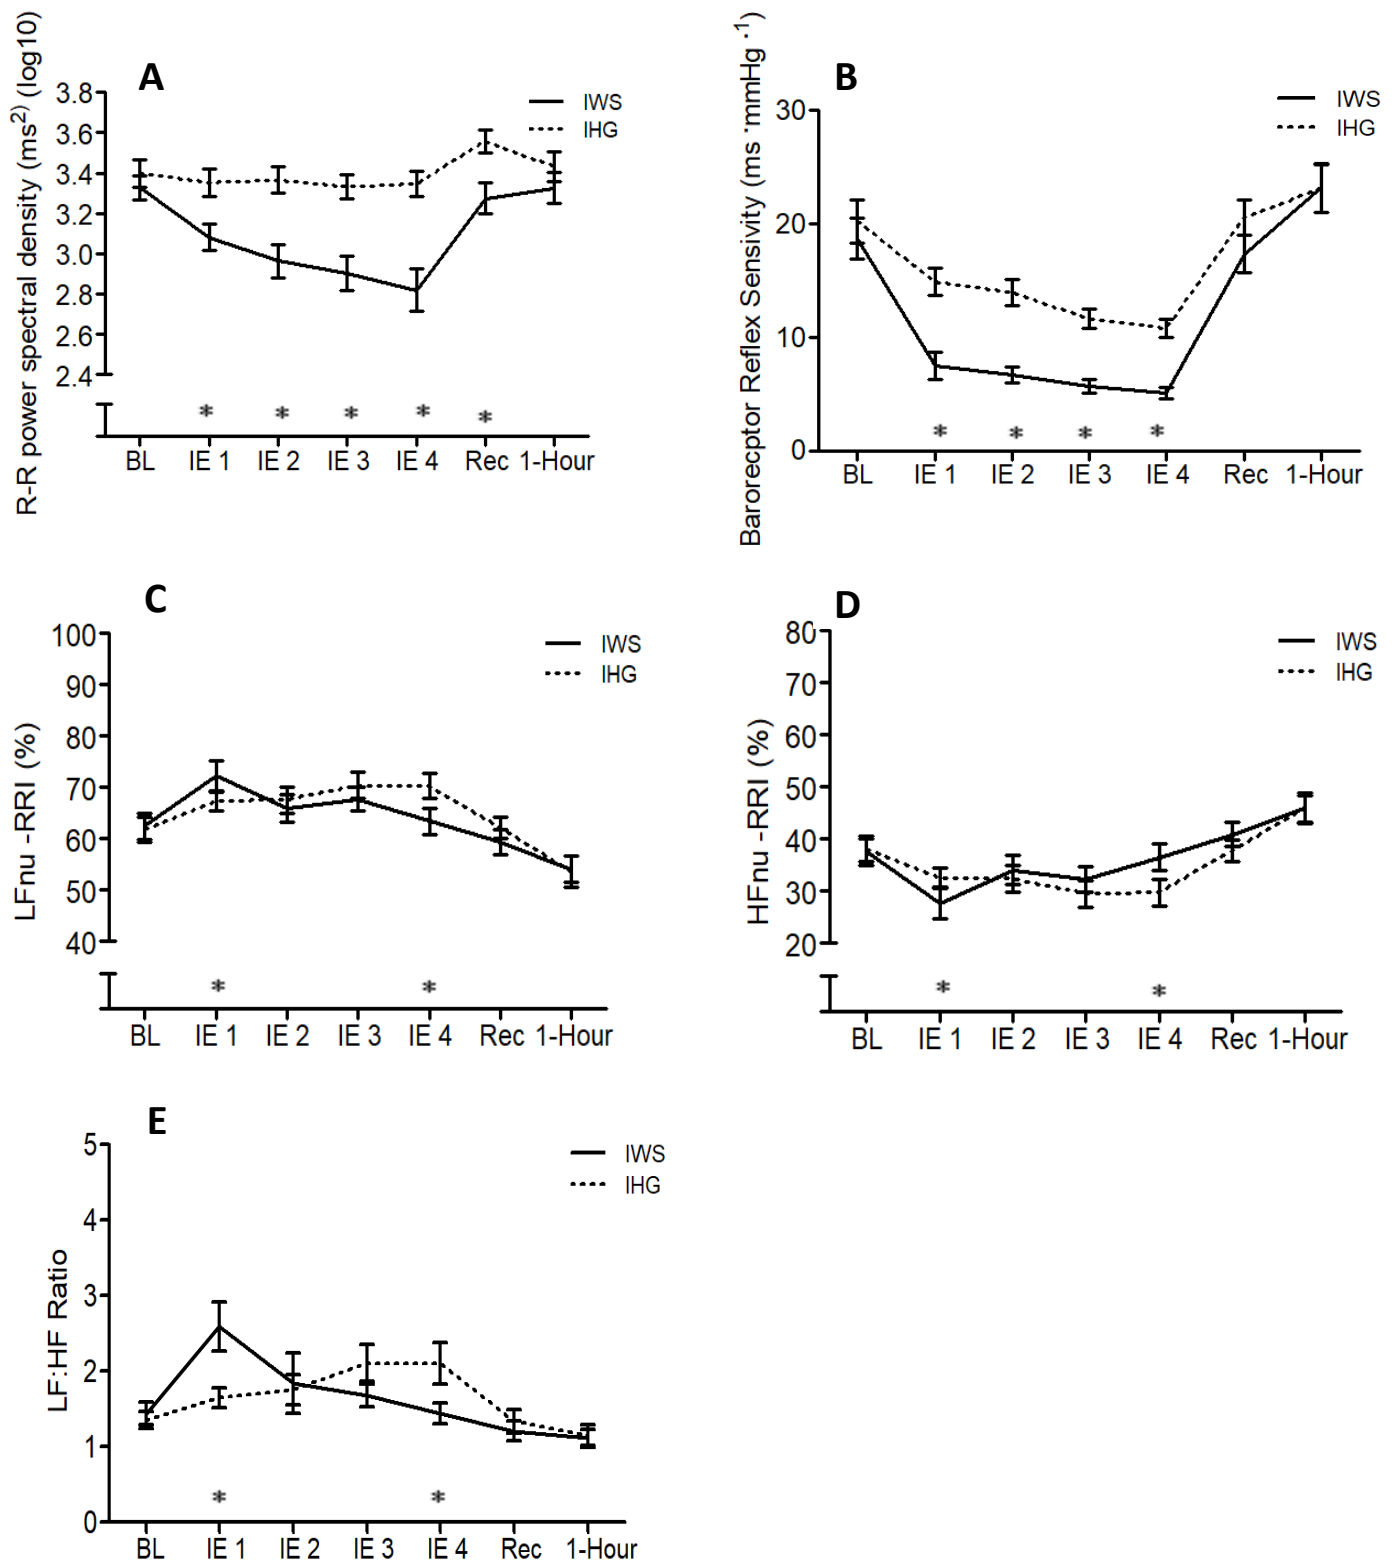 A
R-R power spectral density (ms2) (log10)
IWS
IHG
3.8
3.6
3.4
3.2
3.0
2.8
2.6
2.4
* * * * *
BL IE 1 IE 2 IE 3 IE 4 Rec 1-Hour
B
Barorecptor Reflex Sensivity (ms ·mmHg ·1)
IWS
IHG
30
20
10
0
* * * *
BL IE 1 IE 2 IE 3 IE 4 Rec 1-Hour
C
LFnu -RRI (%)
IWS
IHG
100
90
80
70
60
50
40
* *
BL IE 1 IE 2 IE 3 IE 4 Rec 1-Hour
D
HFnu -RRI (%)
IWS
IHG
80
70
60
50
40
30
20
* *
BL IE 1 IE 2 IE 3 IE 4 Rec 1-Hour
E
LF:HF Ratio
IWS
IHG
5
4
3
2
1
0
* *
BL IE 1 IE 2 IE 3 IE 4 Rec 1-Hour